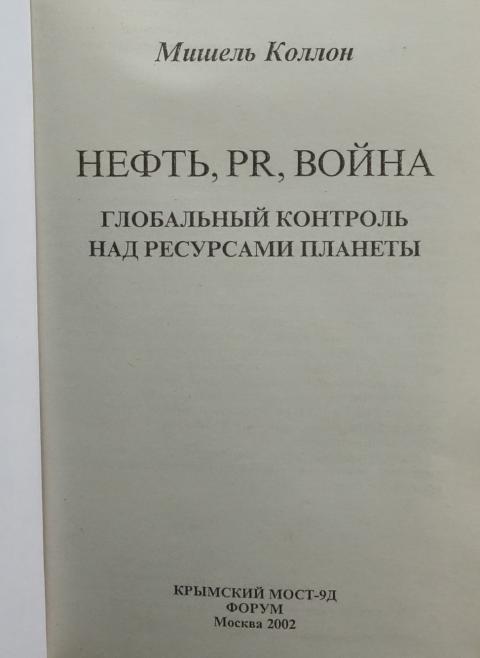 Мишель Коллон
НЕФТЬ, PR, ВОЙНА
ГЛОБАЛЬНЫЙ КОНТРОЛЬ
НАД РЕСУРСАМИ ПЛАНЕТЫ
КРЫМСКИЙ МОСТ-9Д
ФОРУМ
Москва 2002